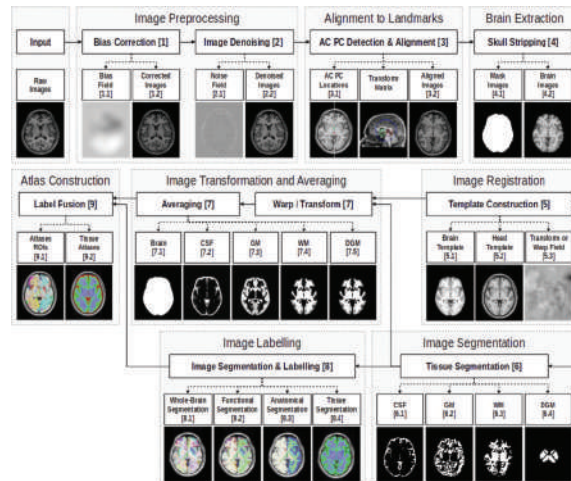 Image Preprocessing
Alignment to Landmarks
Brain Extraction
Input
Bias Correction [1]
Image Denoising [2]
AC PC Detection & Alignment [3]
Skull Stripping [4]
Raw
Images
Bias
Field
[1.1]
Corrected
Images
[1.2]
Noise
Field
[2.1]
Denoised
Images
[2.2]
AC PC
Locations
[3.1]
Transform
Matrix
Aligned
Images
[3.2]
Mask
Images
[4.1]
Brain
Images
[4.2]
Atlas Construction
Image Transformation and Averaging
Image Registration
Label Fusion [9]
Averaging [7]
Warp / Transform [7]
Template Construction [5]
Atlases
ROIs
[9.1]
Tissue
Atlases
[9.2]
Brain
[7.1]
CSF
[7.2]
GM
[7.3]
WM
[7.4]
DGM
[7.5]
Brain
Template
[5.1]
Head
Template
[5.2]
Transform or
Warp Field
[5.3]
Image Labelling
Image Segmentation
Image Segmentation & Labelling [8]
Tissue Segmentation [6]
Whole-Brain
Segmentation
[8.1]
Functional
Segmentation
[8.2]
Anatomical
Segmentation
[8.3]
Tissue
Segmentation
[8.4]
CSF
[6.1]
GM
[6.2]
WM
[6.3]
DGM
[6.4]